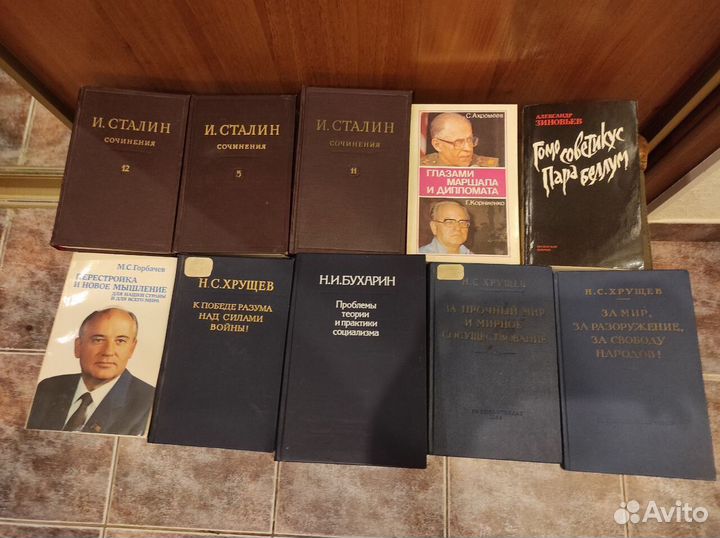 И. СТАЛИН
СОЧИНЕНИЯ
12
И. СТАЛИН
СОЧИНЕНИЯ
5
И. СТАЛИН
СОЧИНЕНИЯ
11
С. Ахромеев
ГЛАЗАМИ
МАРШАЛА
И ДИПЛОМАТА
Г. Корниенко
АЛЕКСАНДР
ЗИНОВЬЕВ
Гомо
советикус
Пара
беллум
М.С. Горбачев
ПЕРЕСТРОЙКА
И НОВОЕ МЫШЛЕНИЕ
ДЛЯ НАШЕЙ СТРАНЫ
И ДЛЯ ВСЕГО МИРА
Н.С. ХРУЩЕВ
К ПОБЕДЕ РАЗУМА
НАД СИЛАМИ
ВОЙНЫ!
Н.И. БУХАРИН
Проблемы
теории
и практики
социализма
Н.С. ХРУЩЕВ
ЗА ПРОЧНЫЙ МИР
И МИРНОЕ
СОСУЩЕСТВОВАНИЕ
Н.С. ХРУЩЕВ
ЗА МИР,
ЗА РАЗОРУЖЕНИЕ,
ЗА СВОБОДУ
НАРОДОВ!
Avito